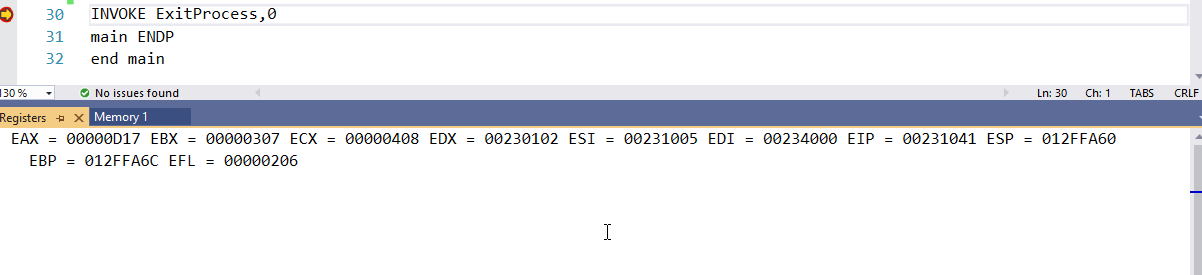 30 INVOKE ExitProcess,0
31 main ENDP
32 end main
130 % No issues found Ln: 30 Ch: 1 TABS CRLF
Registers Memory 1
EAX = 00000D17 EBX = 00000307 ECX = 00000408 EDX = 00230102 ESI = 00231005 EDI = 00234000 EIP = 00231041 ESP = 012FFA60
EBP = 012FFA6C EFL = 00000206